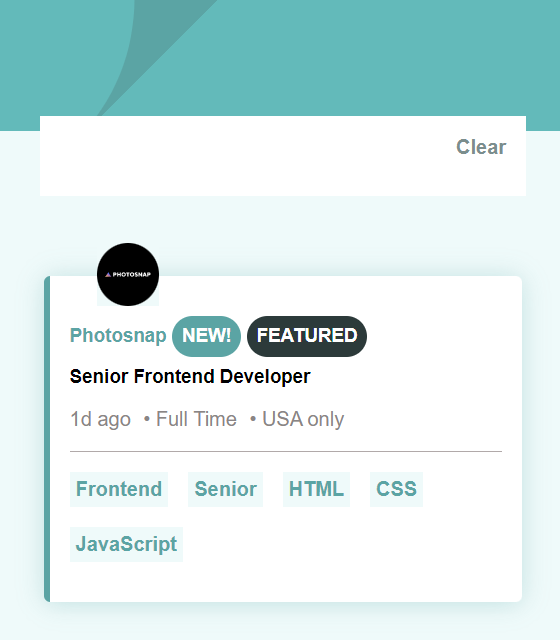 Clear
PHOTOSNAP
Photosnap NEW! FEATURED
Senior Frontend Developer
1d ago • Full Time • USA only
Frontend Senior HTML CSS
JavaScript